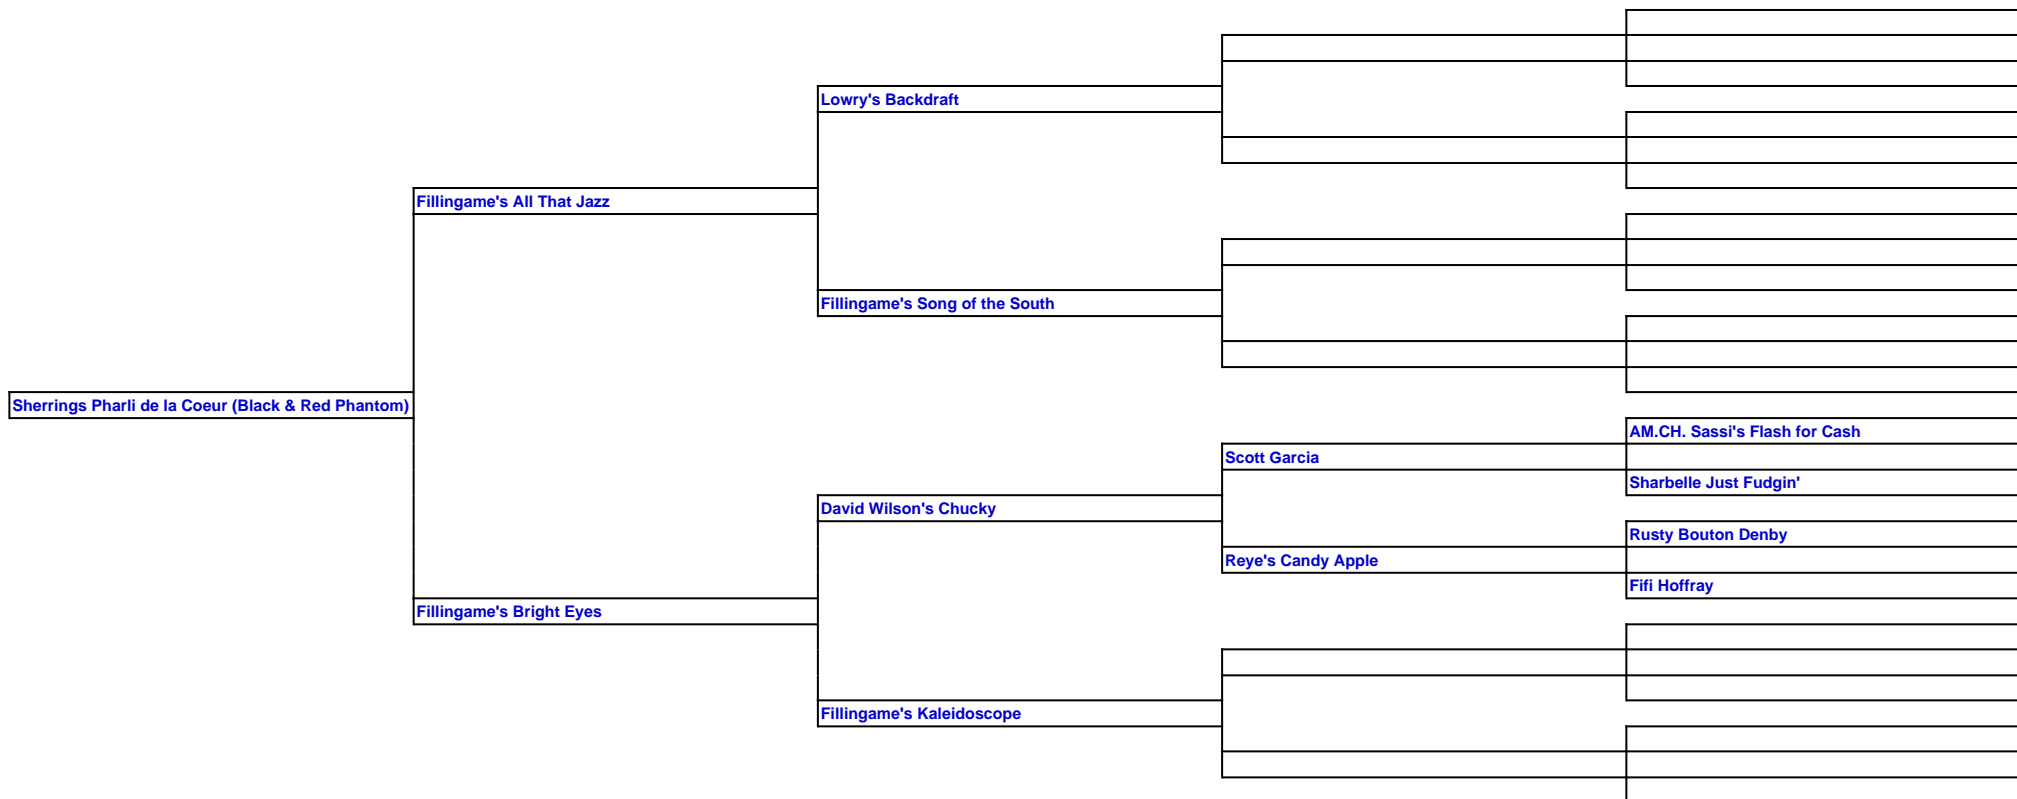 Lowry's Backdraft
Fillingame's All That Jazz
Fillingame's Song of the South
Sherrings Pharli de la Coeur (Black & Red Phantom)
AM.CH. Sassi's Flash for Cash
Scott Garcia
Sharbelle Just Fudgin'
David Wilson's Chucky
Rusty Bouton Denby
Reye's Candy Apple
Fifi Hoffray
Fillingame's Bright Eyes
Fillingame's Kaleidoscope